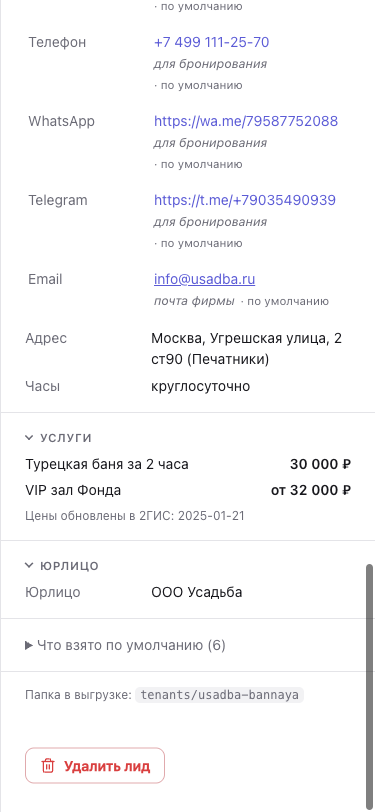 · по умолчанию
Телефон +7 499 111-25-70
для бронирования
· по умолчанию
WhatsApp https://wa.me/79587752088
для бронирования
· по умолчанию
Telegram https://t.me/+79035490939
для бронирования
· по умолчанию
Email info@usadba.ru
почта фирмы · по умолчанию
Адрес Москва, Угрешская улица, 2
ст90 (Печатники)
Часы круглосуточно
УСЛУГИ
Турецкая баня за 2 часа 30 000 ₽
VIP зал Фонда от 32 000 ₽
Цены обновлены в 2ГИС: 2025-01-21
ЮРЛИЦО
Юрлицо ООО Усадьба
Что взято по умолчанию (6)
Папка в выгрузке: tenants/usadba-bannaya
Удалить лид